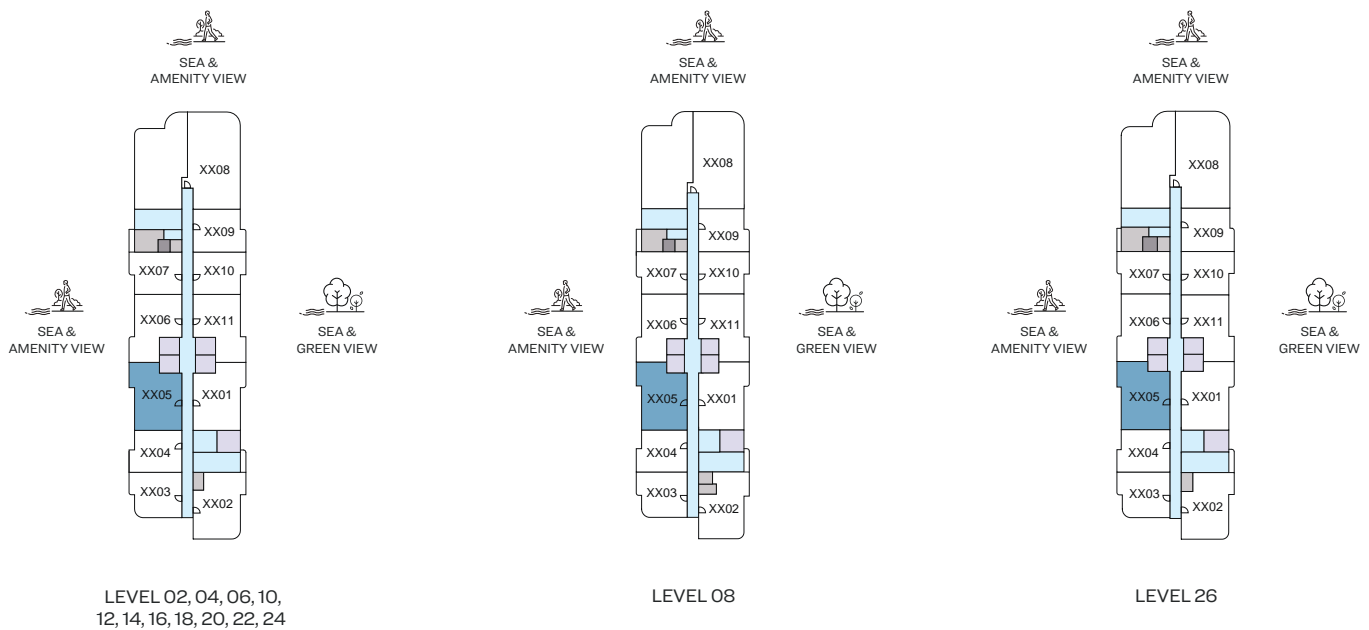 SEA &
AMENITY VIEW
XX08
XX09
XX07
XX10
SEA &
AMENITY VIEW
XX06
XX11
SEA &
GREEN VIEW
XX05
XX01
XX04
XX03
XX02
LEVEL 02, 04, 06, 10,
12, 14, 16, 18, 20, 22, 24
SEA &
AMENITY VIEW
XX08
XX09
XX07
XX10
SEA &
AMENITY VIEW
XX06
XX11
SEA &
GREEN VIEW
XX05
XX01
XX04
XX03
XX02
LEVEL 08
SEA &
AMENITY VIEW
XX08
XX09
XX07
XX10
SEA &
AMENITY VIEW
XX06
XX11
SEA &
GREEN VIEW
XX05
XX01
XX04
XX03
XX02
LEVEL 26